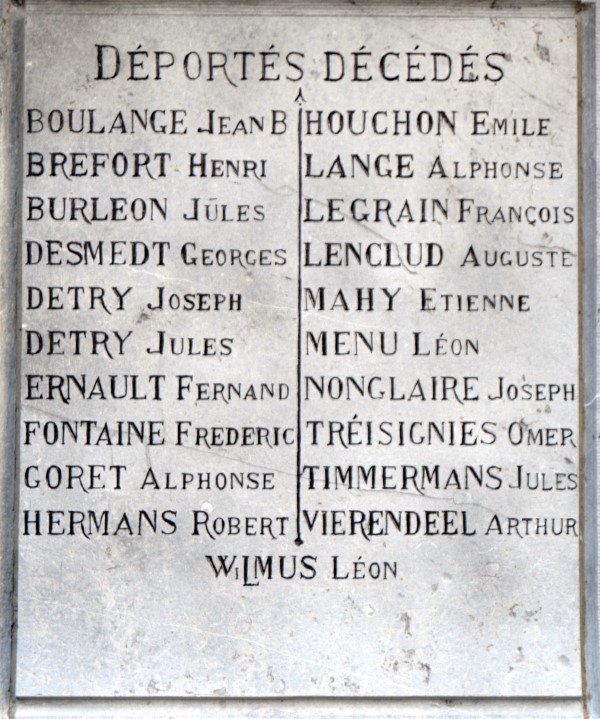 DÉPORTÉS DÉCÉDÉS
BOULANGE JEAN B
BREFORT HENRI
BURLEON JULES
DESMEDT GEORGES
DETRY JOSEPH
DETRY JULES
ERNAULT FERNAND
FONTAINE FREDERIC
GORET ALPHONSE
HERMANS ROBERT
HOUCHON EMILE
LANGE ALPHONSE
LEGRAIN FRANÇOIS
LENCLUD AUGUSTE
MAHY ETIENNE
MENU LÉON
NONGLAIRE JOSEPH
TRÉISIGNIES OMER
TIMMERMANS JULES
VIERENDEEL ARTHUR
WILMUS LÉON